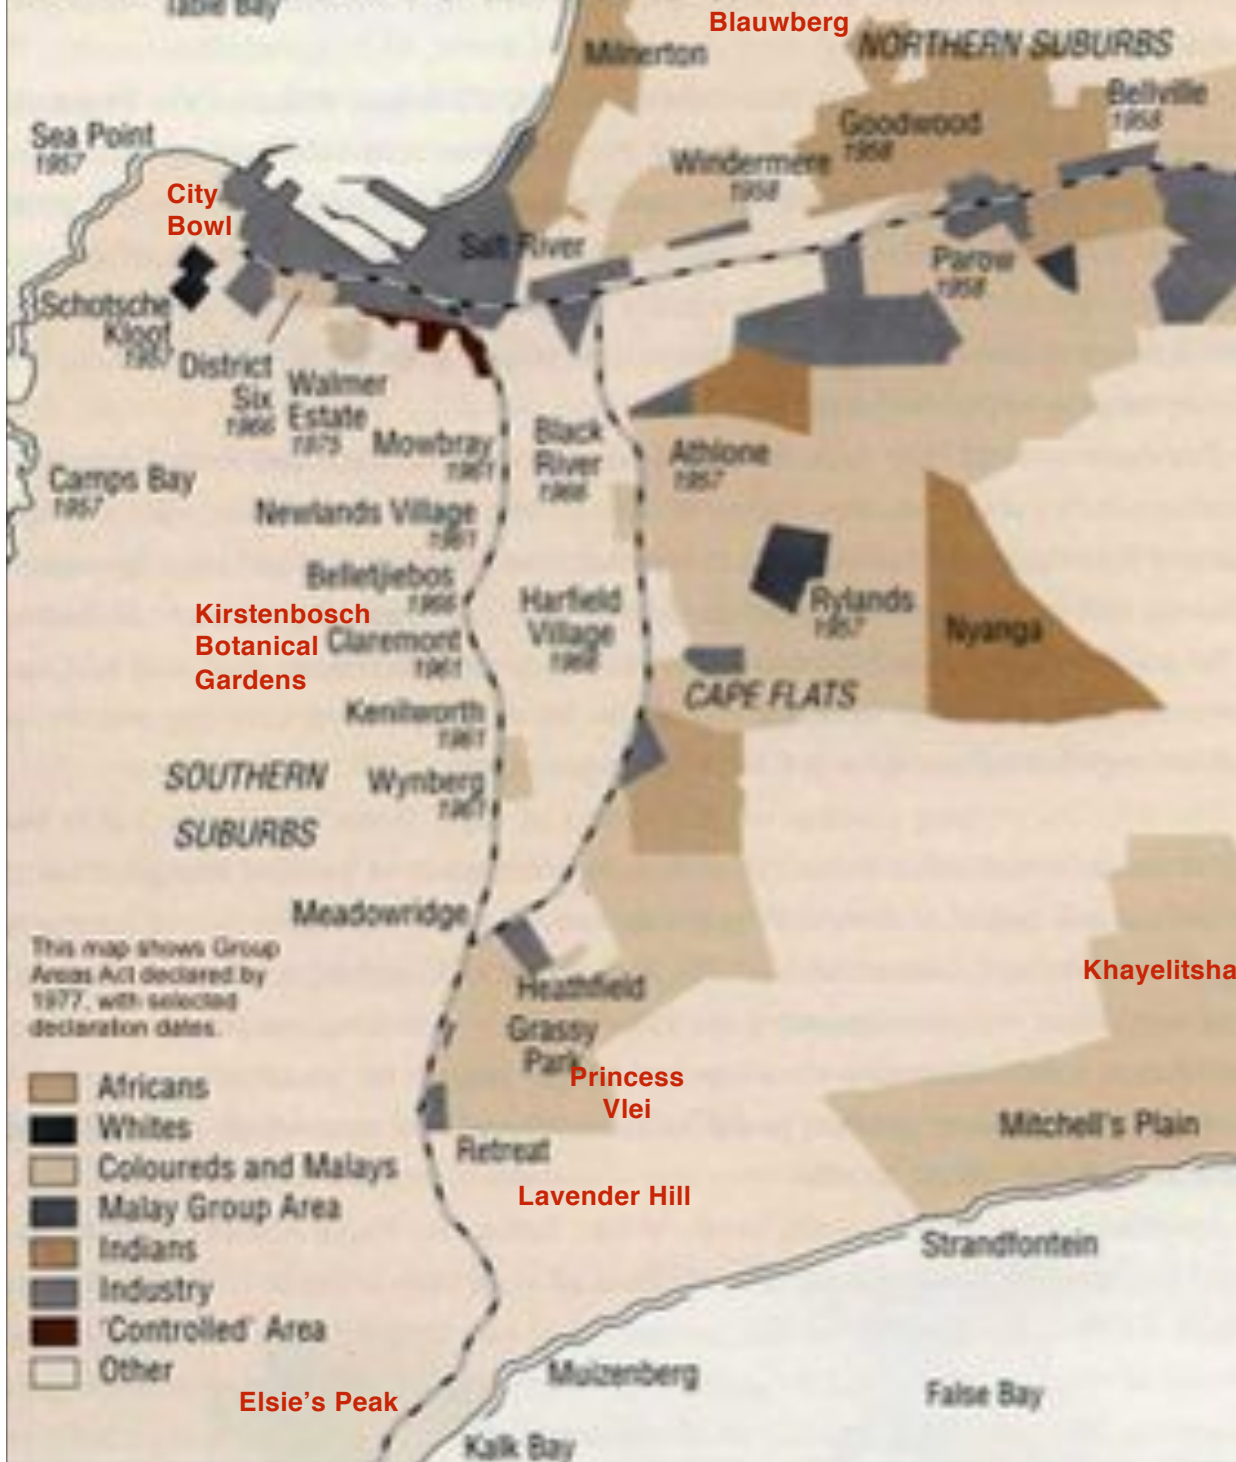 Table Bay
Blauwberg
NORTHERN SUBURBS
Milnerton
Bellville
1958
Goodwood
1958
Sea Point
1957
Windermere
1958
City
Bowl
Salt River
Parow
1958
Schotsche
Kloof
1957
District
Six
1966
Walmer
Estate
1975
Mowbray
1961
Black
River
1966
Athlone
1957
Camps Bay
1957
Newlands Village
1961
Belletjiebos
1966
Harfield
Village
1966
Rylands
1957
Nyanga
Kirstenbosch
Botanical
Gardens
Claremont
1961
CAPE FLATS
Kenilworth
1961
SOUTHERN
SUBURBS
Wynberg
1961
Meadowridge
This map shows Group
Areas Act declared by
1977, with selected
declaration dates.
Khayelitsha
Heathfield
Grassy
Park
Princess
Vlei
Africans
Whites
Coloureds and Malays
Malay Group Area
Indians
Industry
'Controlled' Area
Other
Mitchell's Plain
Retreat
Lavender Hill
Strandfontein
Muizenberg
False Bay
Elsie's Peak
Kalk Bay